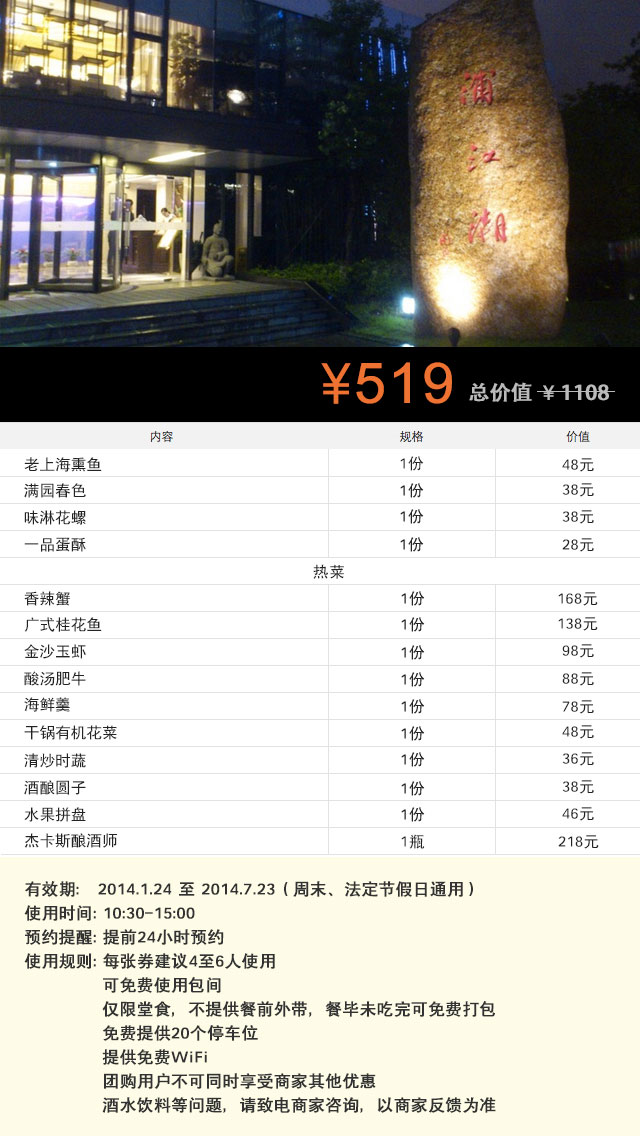 酒
江
湖
¥519 总价值 ¥1108
内容 规格 价值
老上海熏鱼 1份 48元
满园春色 1份 38元
味淋花螺 1份 38元
一品蛋酥 1份 28元
热菜
香辣蟹 1份 168元
广式桂花鱼 1份 138元
金沙玉虾 1份 98元
酸汤肥牛 1份 88元
海鲜羹 1份 78元
干锅有机花菜 1份 48元
清炒时蔬 1份 36元
酒酿圆子 1份 38元
水果拼盘 1份 46元
杰卡斯酿酒师 1瓶 218元
有效期: 2014.1.24 至 2014.7.23（周末、法定节假日通用）
使用时间: 10:30-15:00
预约提醒: 提前24小时预约
使用规则: 每张券建议4至6人使用
可免费使用包间
仅限堂食，不提供餐前外带，餐毕未吃完可免费打包
免费提供20个停车位
提供免费WiFi
团购用户不可同时享受商家其他优惠
酒水饮料等问题，请致电商家咨询，以商家反馈为准